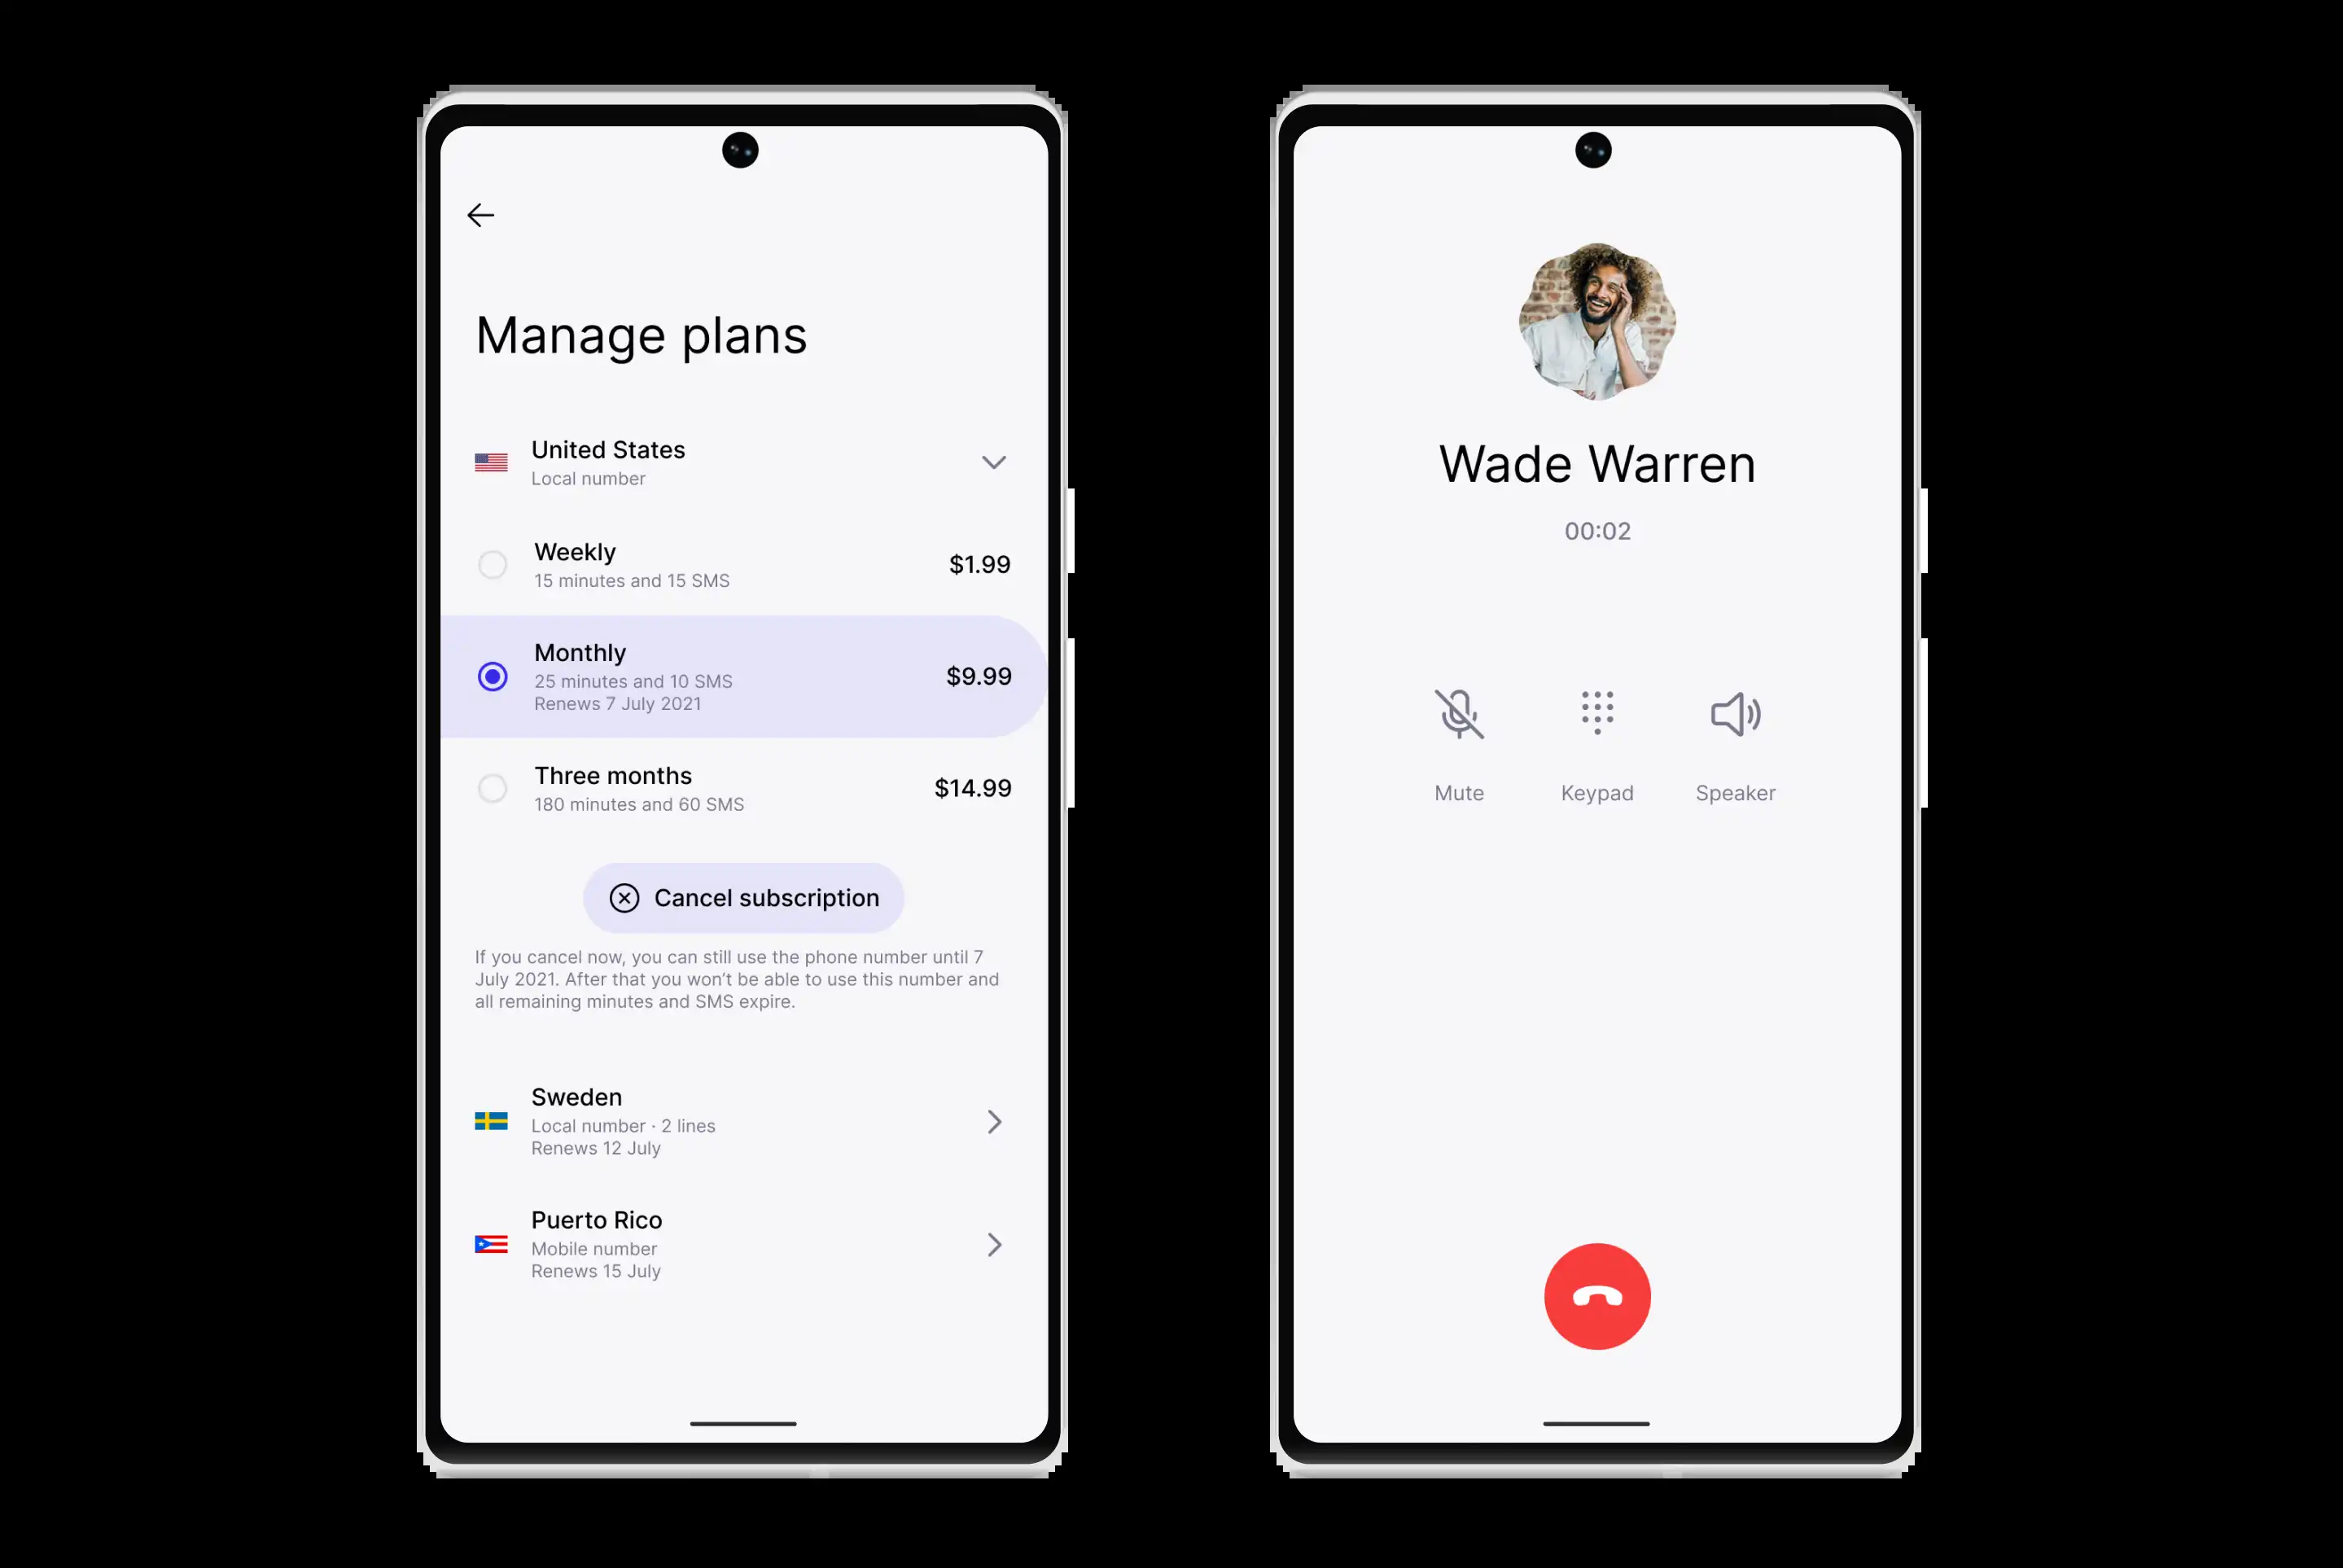 Manage plans
United States
Local number
Weekly
15 minutes and 15 SMS
$1.99
Monthly
25 minutes and 10 SMS
Renews 7 July 2021
$9.99
Three months
180 minutes and 60 SMS
$14.99
Cancel subscription
If you cancel now, you can still use the phone number until 7
July 2021. After that you won’t be able to use this number and
all remaining minutes and SMS expire.
Sweden
Local number · 2 lines
Renews 12 July
Puerto Rico
Mobile number
Renews 15 July
Wade Warren
00:02
Mute
Keypad
Speaker